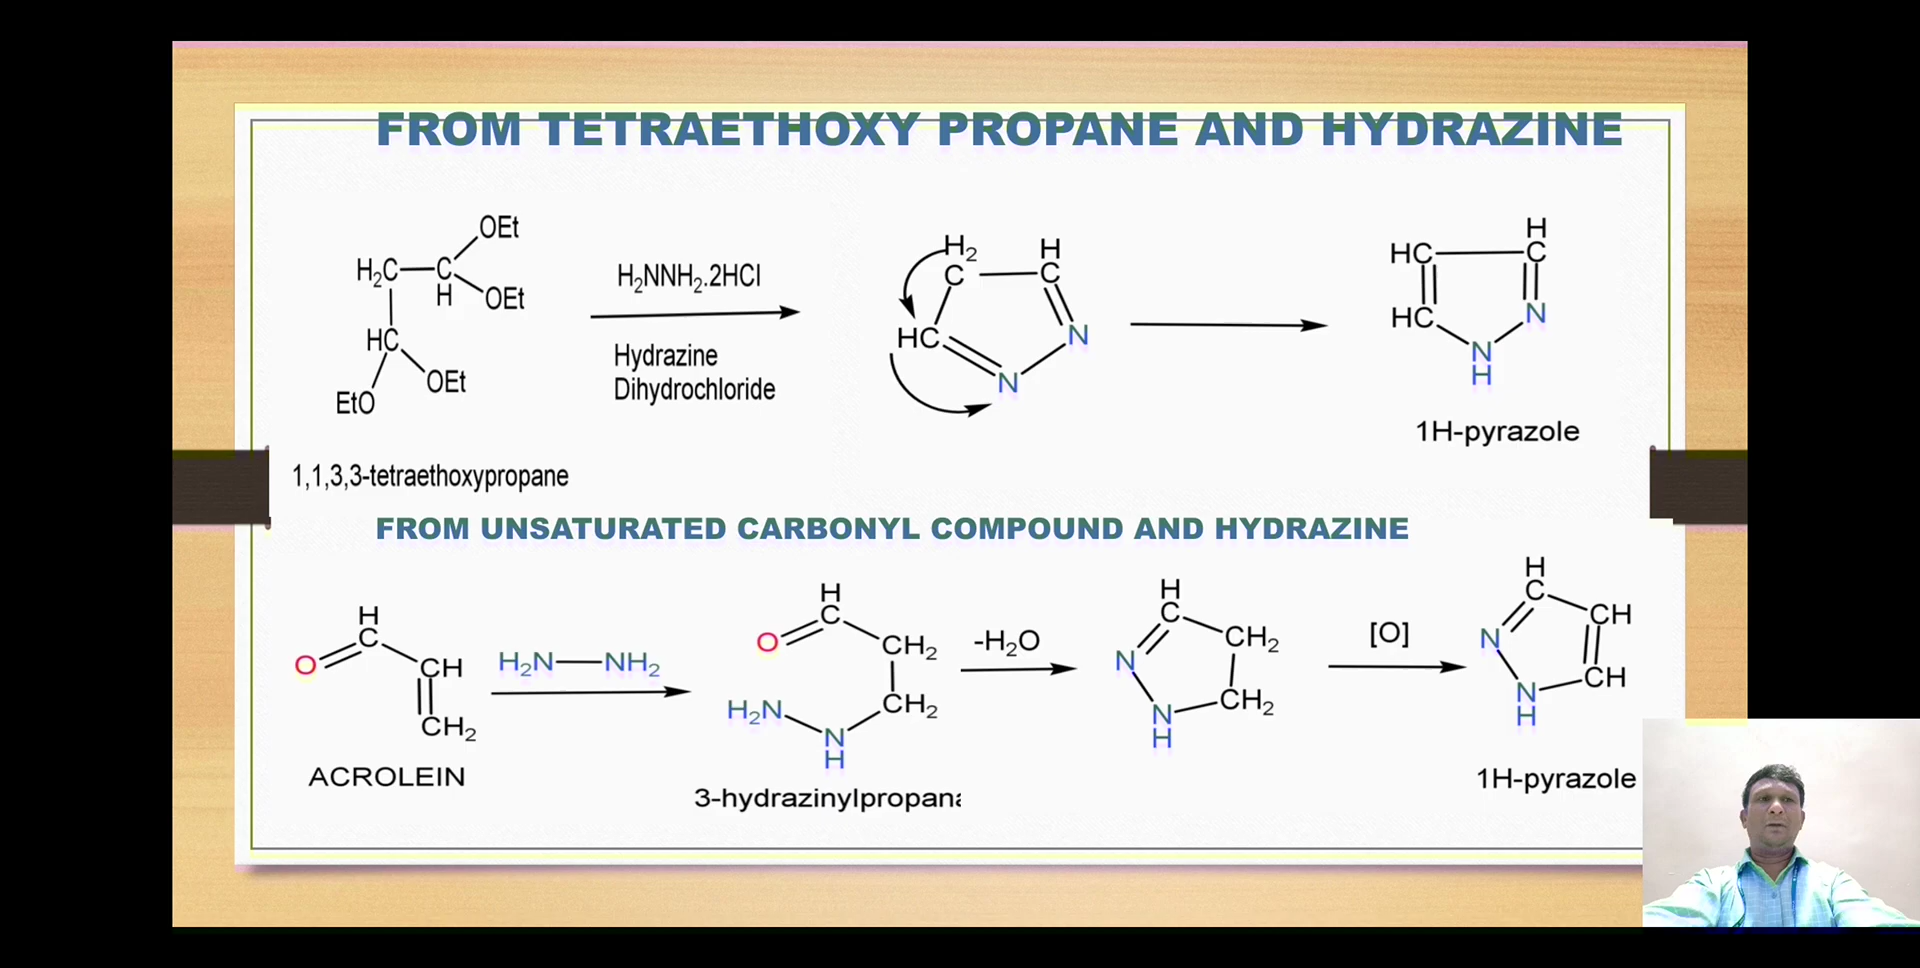 FROM TETRAETHOXY PROPANE AND HYDRAZINE
OEt
H₂C C
H OEt
HC
OEt
EtO
1,1,3,3-tetraethoxypropane
H₂NNH₂.2HCl
Hydrazine
Dihydrochloride
H₂ H
C C
HC N
N
H
HC C
HC N
N
H
1H-pyrazole
FROM UNSATURATED CARBONYL COMPOUND AND HYDRAZINE
H
C
O CH
CH₂
ACROLEIN
H₂N NH₂
H
C
O CH₂
H₂N CH₂
N
H
3-hydrazinylpropana
-H₂O
H
C
CH₂
N
CH₂
N
H
[O]
H
C
CH
N
CH
N
H
1H-pyrazole